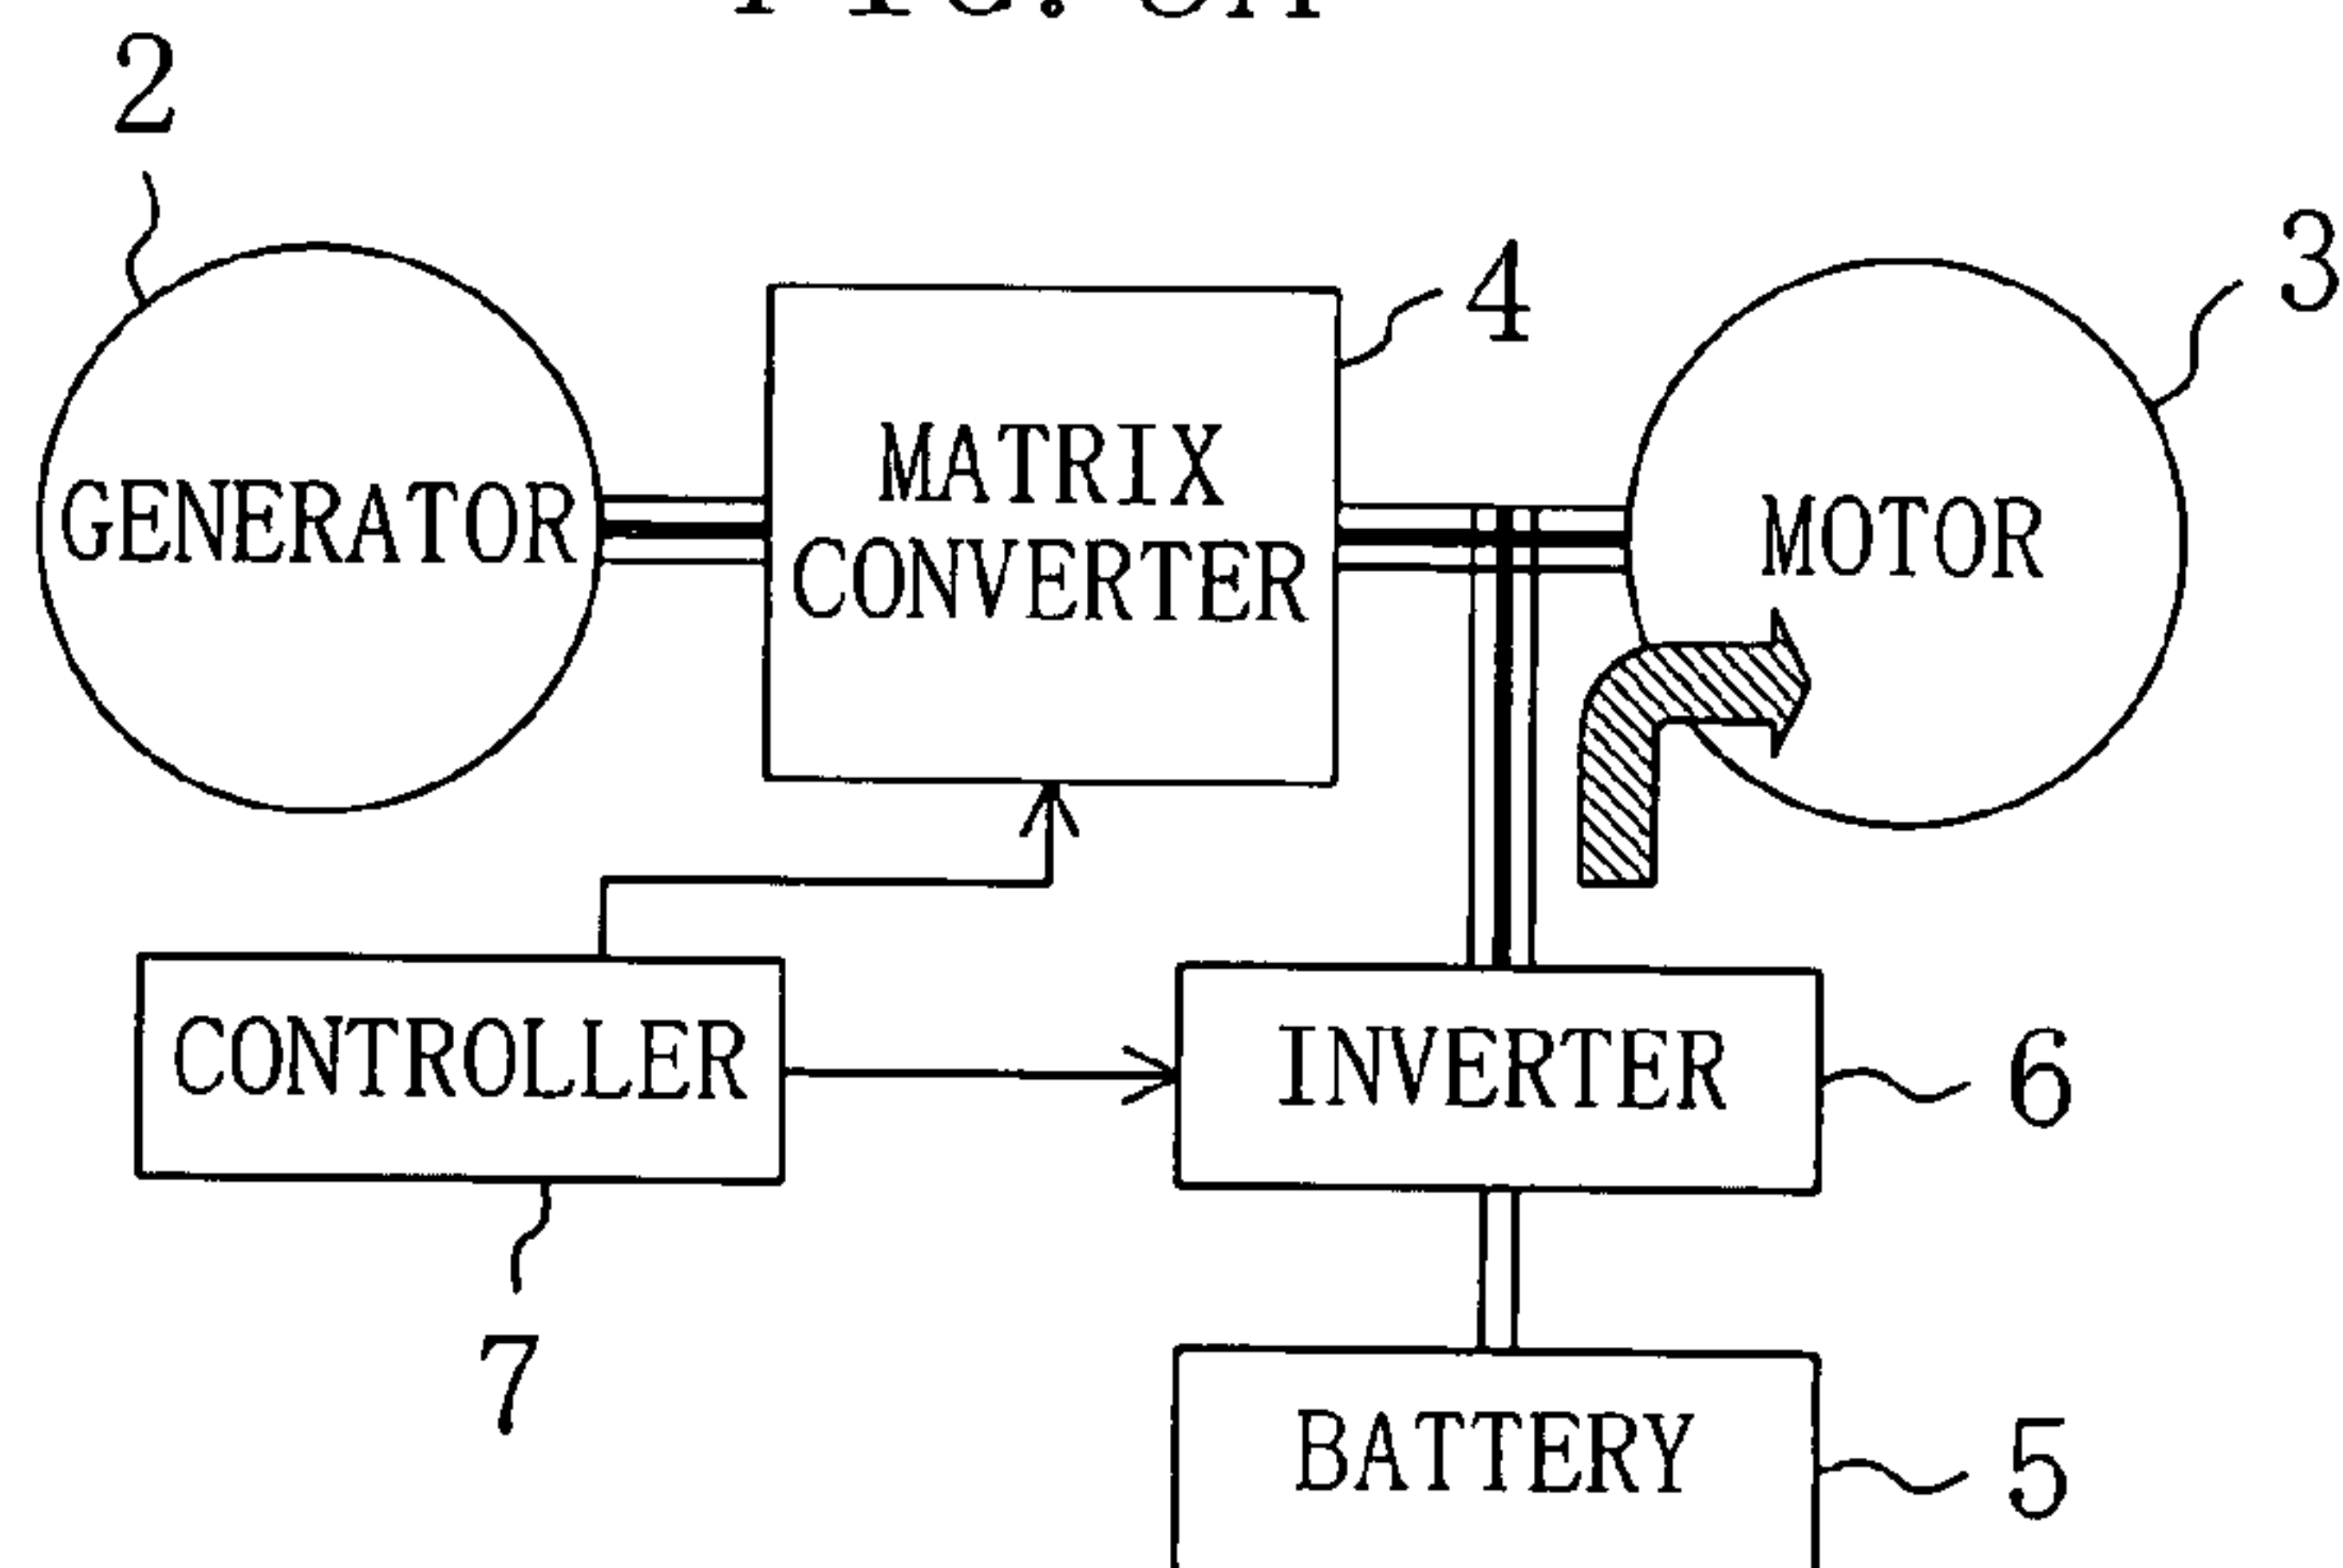 2
3
4
GENERATOR
MATRIX
CONVERTER
MOTOR
CONTROLLER
INVERTER
6
7
BATTERY
5